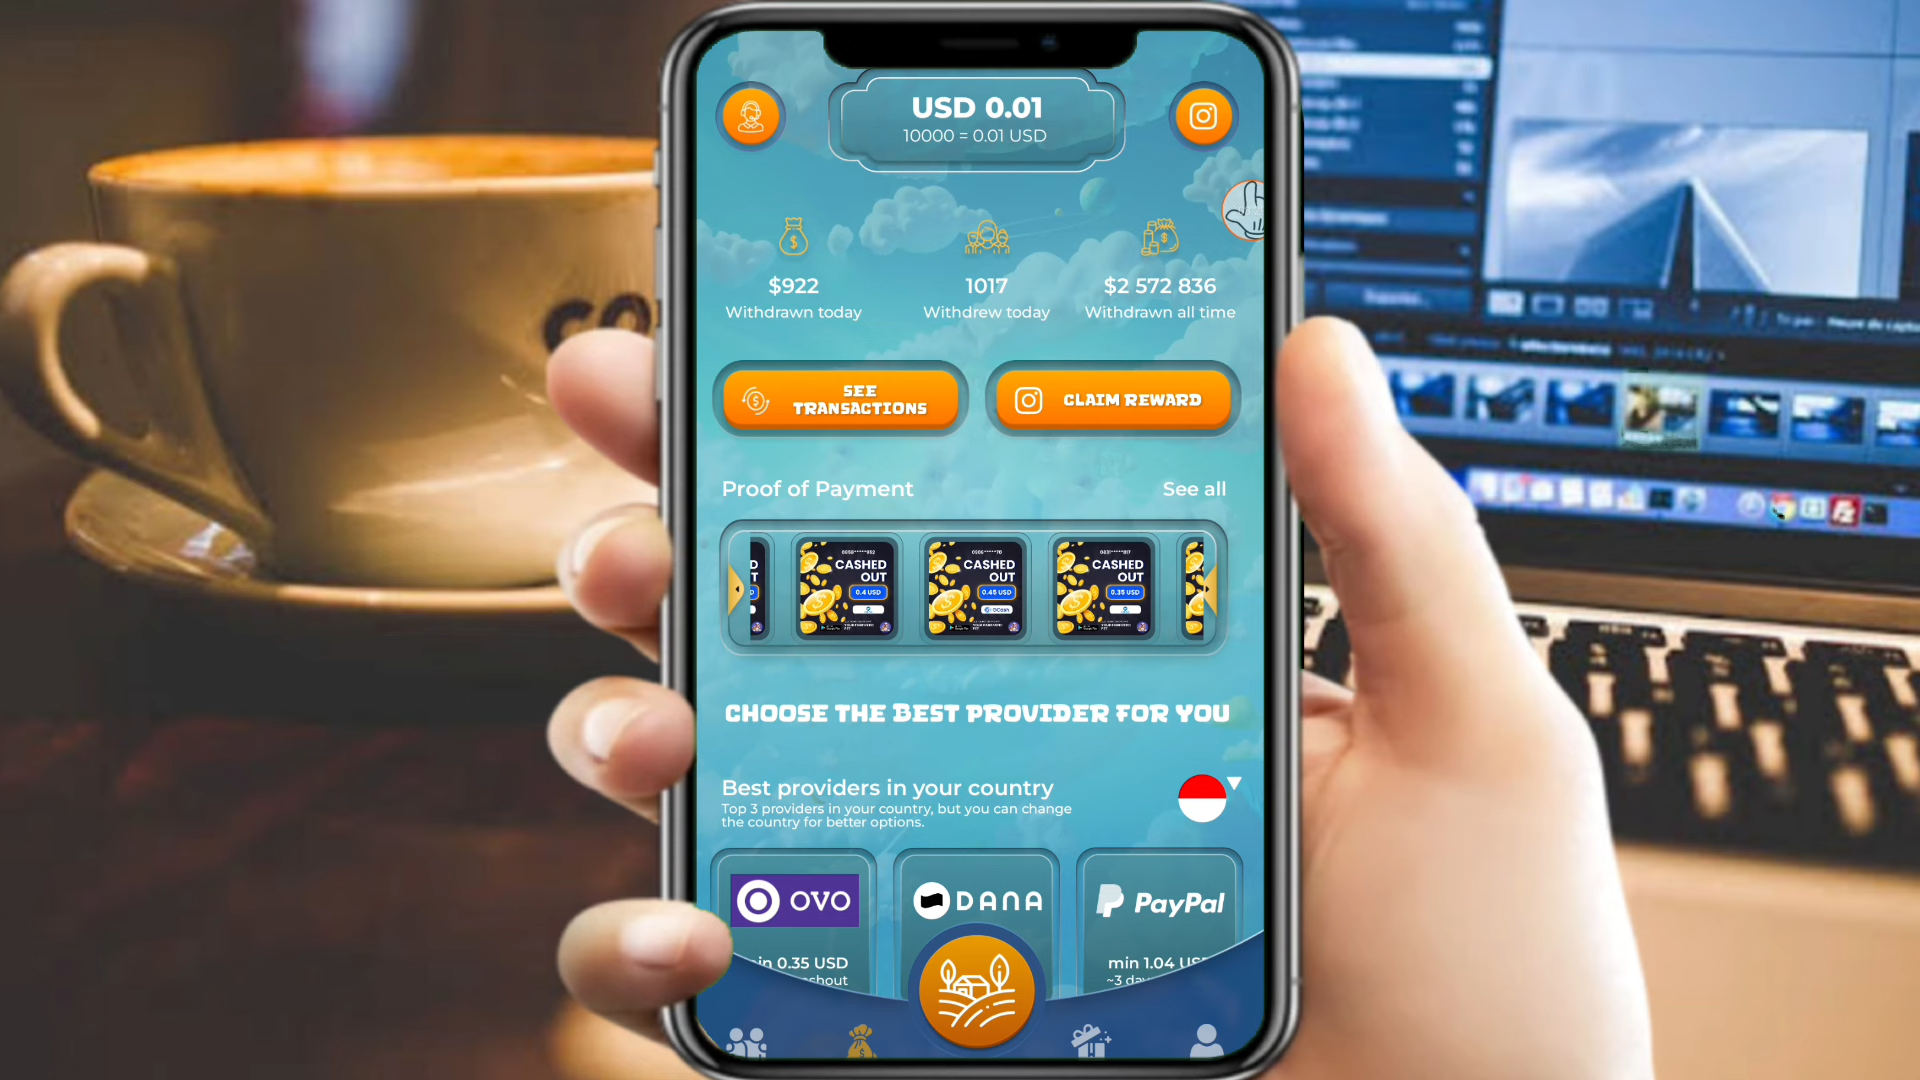 USD 0.01
10000 = 0.01 USD
$922
Withdrawn today
1017
Withdrew today
$2 572 836
Withdrawn all time
SEE
TRANSACTIONS
CLAIM REWARD
Proof of Payment
See all
CASHED
OUT
0.4 USD
CASHED
OUT
0.45 USD
GCash
CASHED
OUT
0.35 USD
CHOOSE THE BEST PROVIDER FOR YOU
Best providers in your country
Top 3 providers in your country, but you can change
the country for better options.
OVO
DANA
PayPal
0.35 USD
min 1.04
~3
CO